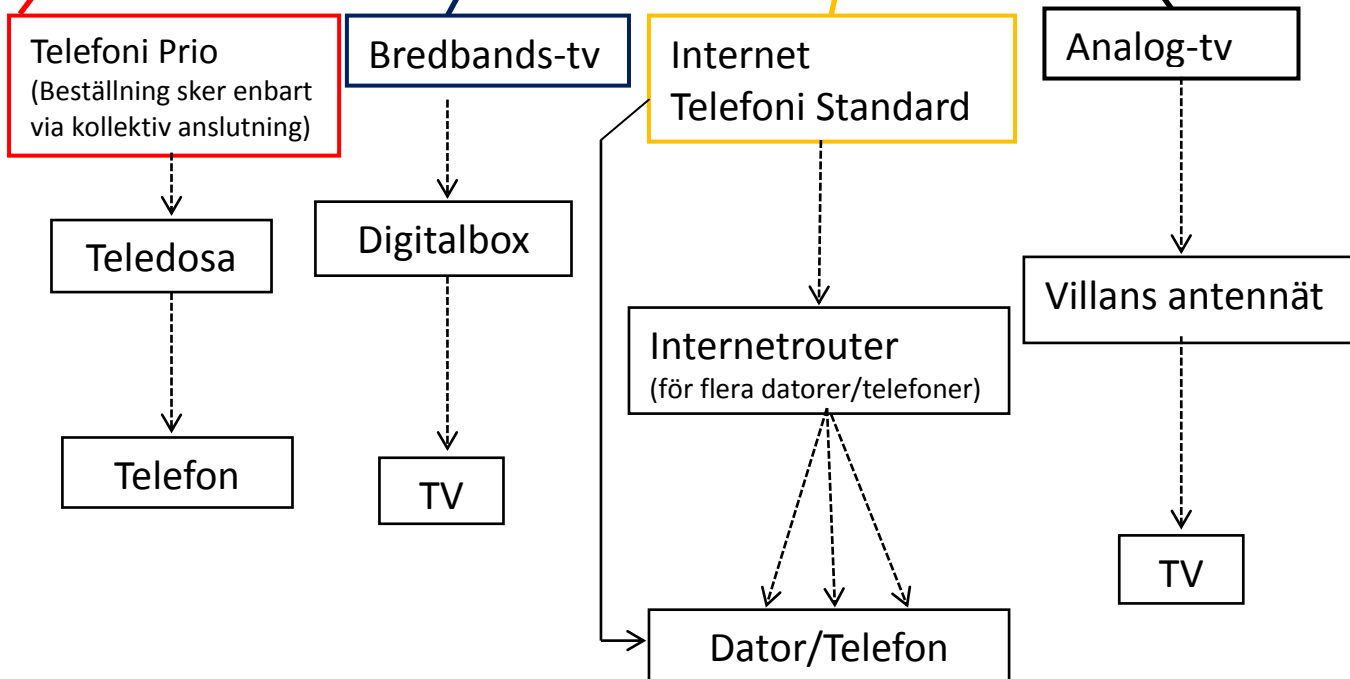 Telefoni Prio
(Beställning sker enbart
via kollektiv anslutning)
Bredbands-tv
Internet
Telefoni Standard
Analog-tv
Teledosa
Digitalbox
Villans antennät
Internetrouter
(för flera datorer/telefoner)
Telefon
TV
TV
Dator/Telefon